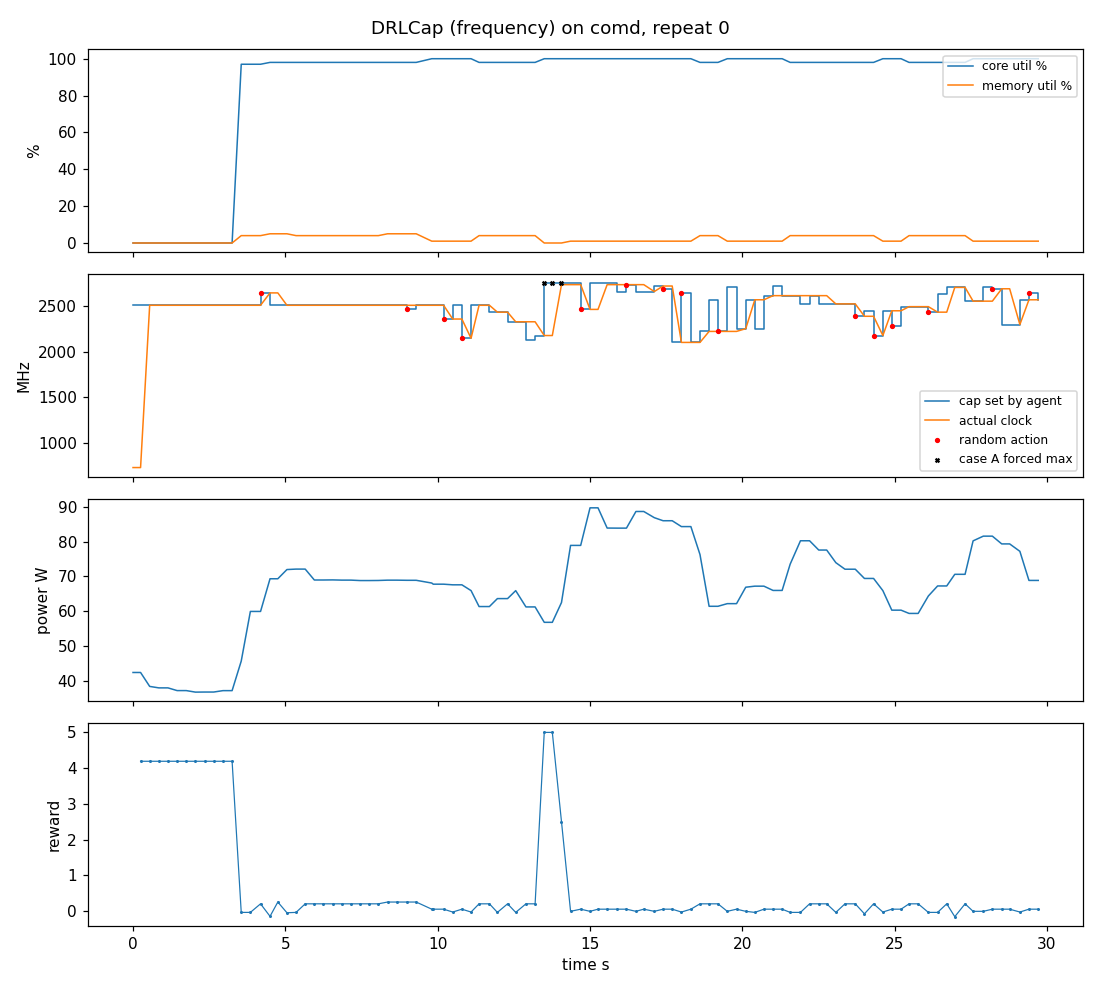 DRLCap (frequency) on comd, repeat 0
100
80
60
40
20
0
%
core util %
memory util %
2500
2000
1500
1000
MHz
cap set by agent
actual clock
random action
case A forced max
90
80
70
60
50
40
power W
5
4
3
2
1
0
reward
0 5 10 15 20 25 30
time s